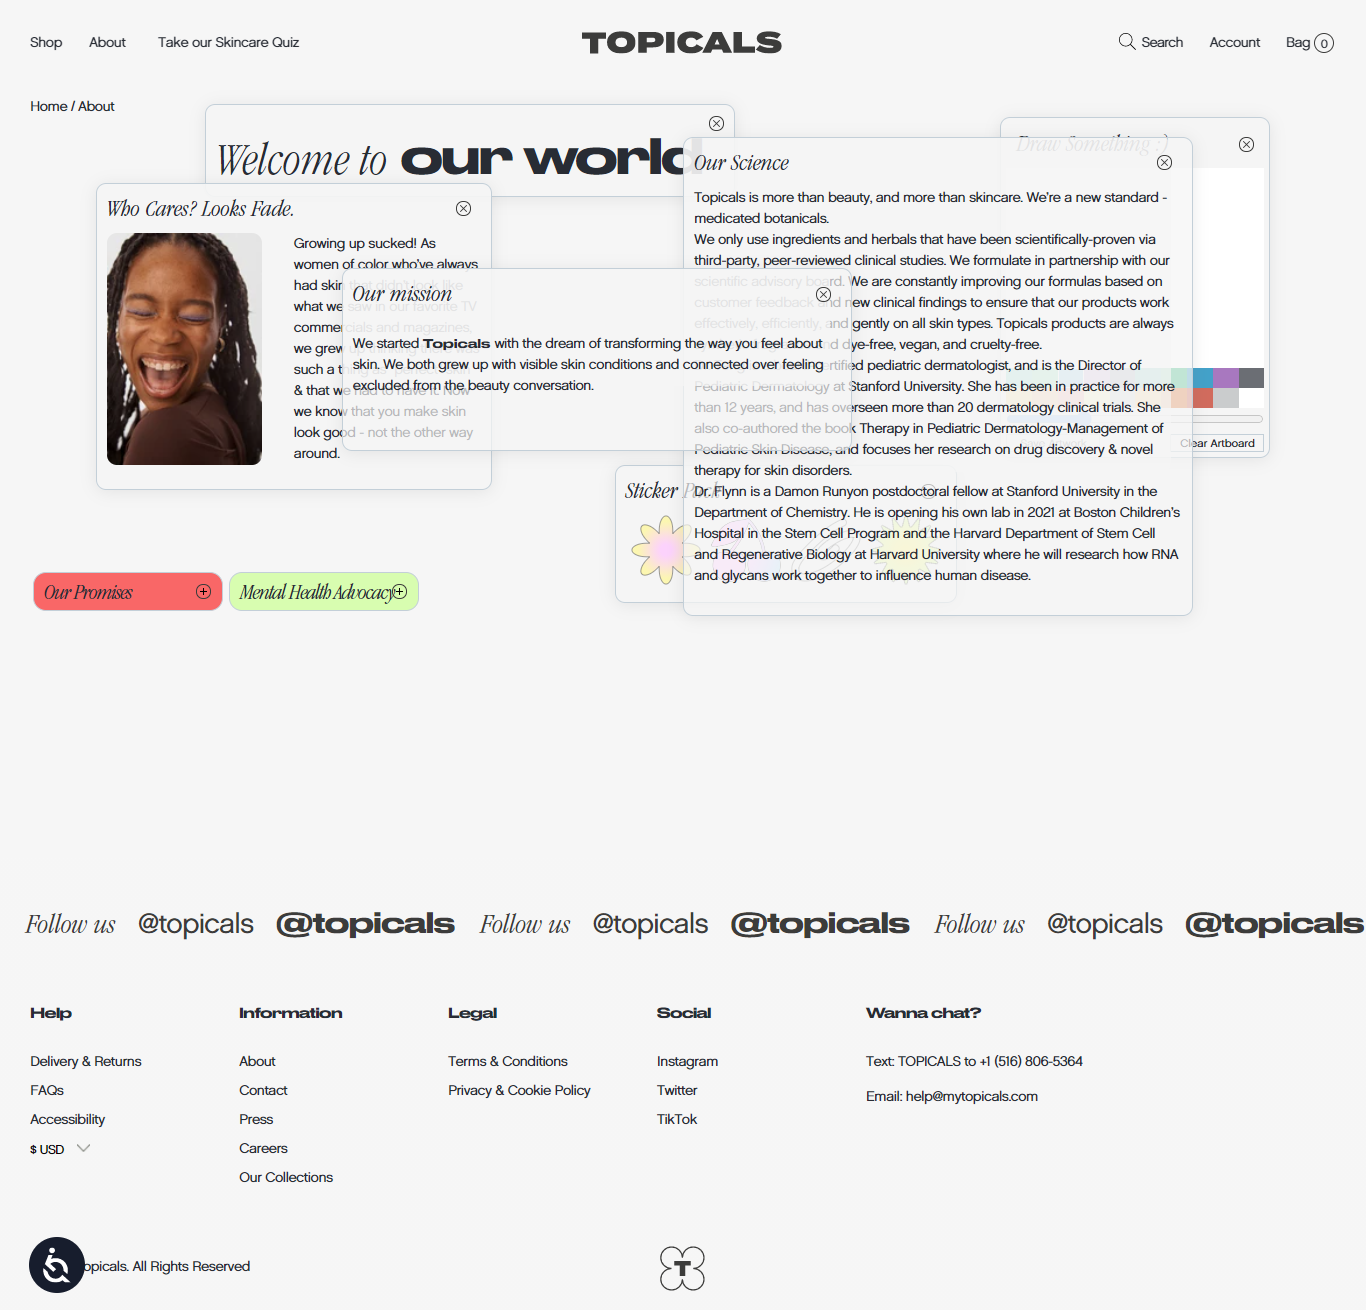 Shop
About
Take our Skincare Quiz
TOPICALS
Search
Account
Bag 0
Home / About
Welcome to our world
Draw Something :)
Who Cares? Looks Fade.
Growing up sucked! As
women of color who've always
had skin that didn't look like
what we saw in our favorite TV
commercials and magazines,
we grew up thinking there was
such a thing as
& that we had to have it. Now
we know that you make skin
look good - not the other way
around.
Our Science
Topicals is more than beauty, and more than skincare. We're a new standard -
medicated botanicals.
We only use ingredients and herbals that have been scientifically-proven via
third-party, peer-reviewed clinical studies. We formulate in partnership with our
scientific advisory board. We are constantly improving our formulas based on
customer feedback and new clinical findings to ensure that our products work
effectively, efficiently, and gently on all skin types. Topicals products are always
and dye-free, vegan, and cruelty-free.
certified pediatric dermatologist, and is the Director of
Pediatric Dermatology at Stanford University. She has been in practice for more
than 12 years, and has overseen more than 20 dermatology clinical trials. She
also co-authored the book Therapy in Pediatric Dermatology-Management of
Pediatric Skin Disease, and focuses her research on drug discovery & novel
therapy for skin disorders.
Dr. Flynn is a Damon Runyon postdoctoral fellow at Stanford University in the
Department of Chemistry. He is opening his own lab in 2021 at Boston Children's
Hospital in the Stem Cell Program and the Harvard Department of Stem Cell
and Regenerative Biology at Harvard University where he will research how RNA
and glycans work together to influence human disease.
Our mission
We started Topicals with the dream of transforming the way you feel about
skin. We both grew up with visible skin conditions and connected over feeling
excluded from the beauty conversation.
Clear Artboard
Sticker Pack
Our Promises
Mental Health Advocacy
Follow us @topicals @topicals Follow us @topicals @topicals Follow us @topicals @topicals
Help
Delivery & Returns
FAQs
Accessibility
$ USD
Information
About
Contact
Press
Careers
Our Collections
Legal
Terms & Conditions
Privacy & Cookie Policy
Social
Instagram
Twitter
TikTok
Wanna chat?
Text: TOPICALS to +1 (516) 806-5364
Email: help@mytopicals.com
opicals. All Rights Reserved
T